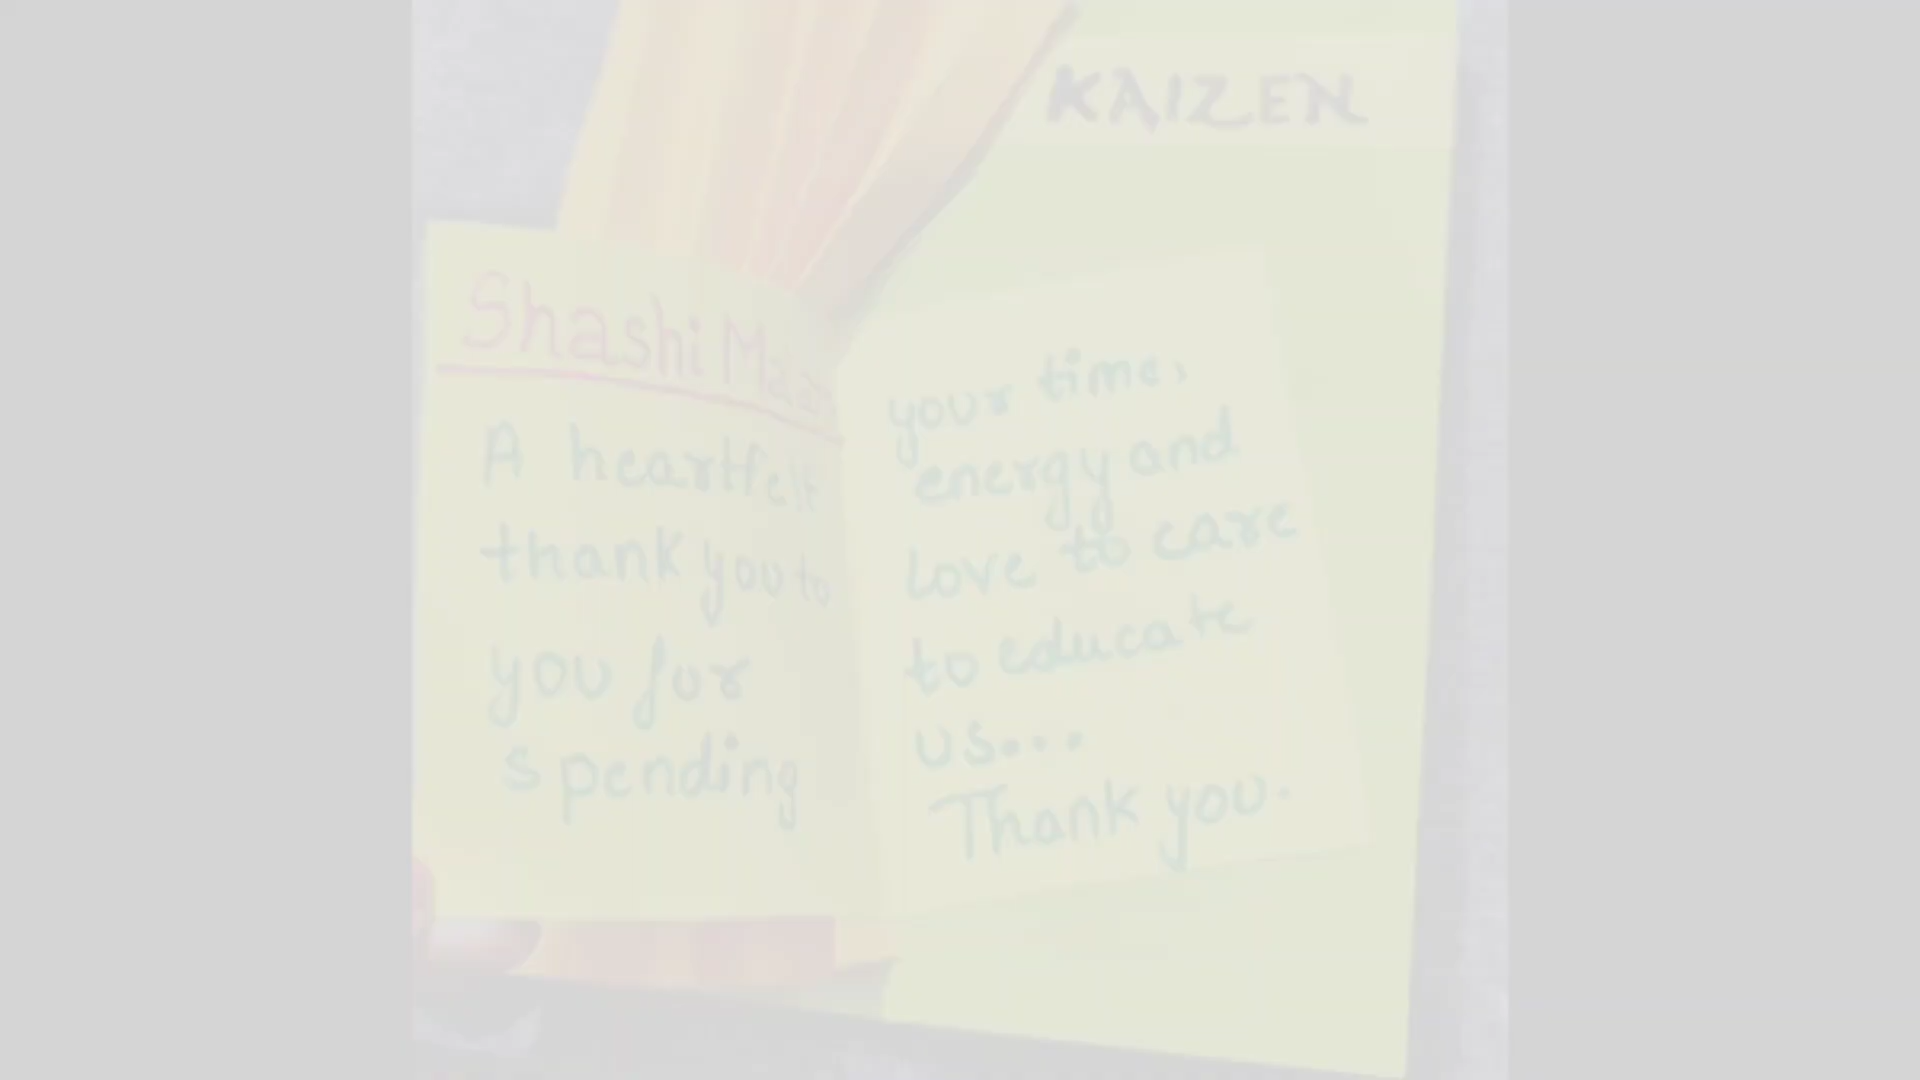 KAIZEN
Shashi Maam
A heartfelt
thank you to
you for
spending
your time,
energy and
love to care
to educate
us...
Thank you.